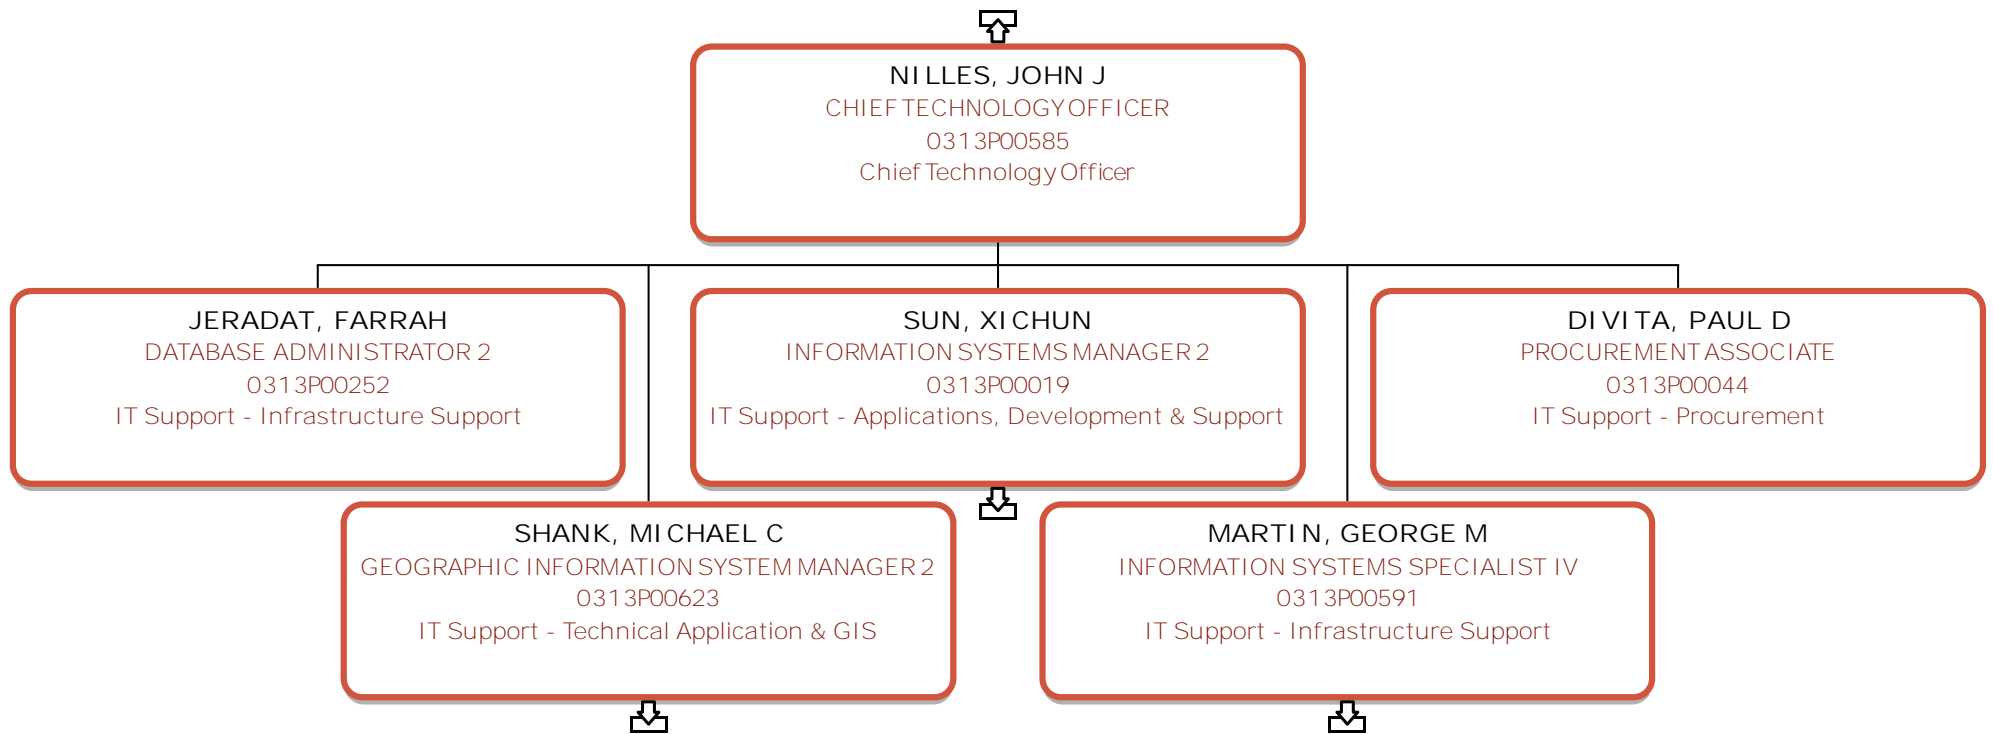 NILLES, JOHN J
CHIEF TECHNOLOGY OFFICER
0313P00585
Chief Technology Officer
JERADAT, FARRAH
DATABASE ADMINISTRATOR 2
0313P00252
IT Support - Infrastructure Support
SUN, XICHUN
INFORMATION SYSTEMS MANAGER 2
0313P00019
IT Support - Applications, Development & Support
DIVITA, PAUL D
PROCUREMENT ASSOCIATE
0313P00044
IT Support - Procurement
SHANK, MICHAEL C
GEOGRAPHIC INFORMATION SYSTEM MANAGER 2
0313P00623
IT Support - Technical Application & GIS
MARTIN, GEORGE M
INFORMATION SYSTEMS SPECIALIST IV
0313P00591
IT Support - Infrastructure Support